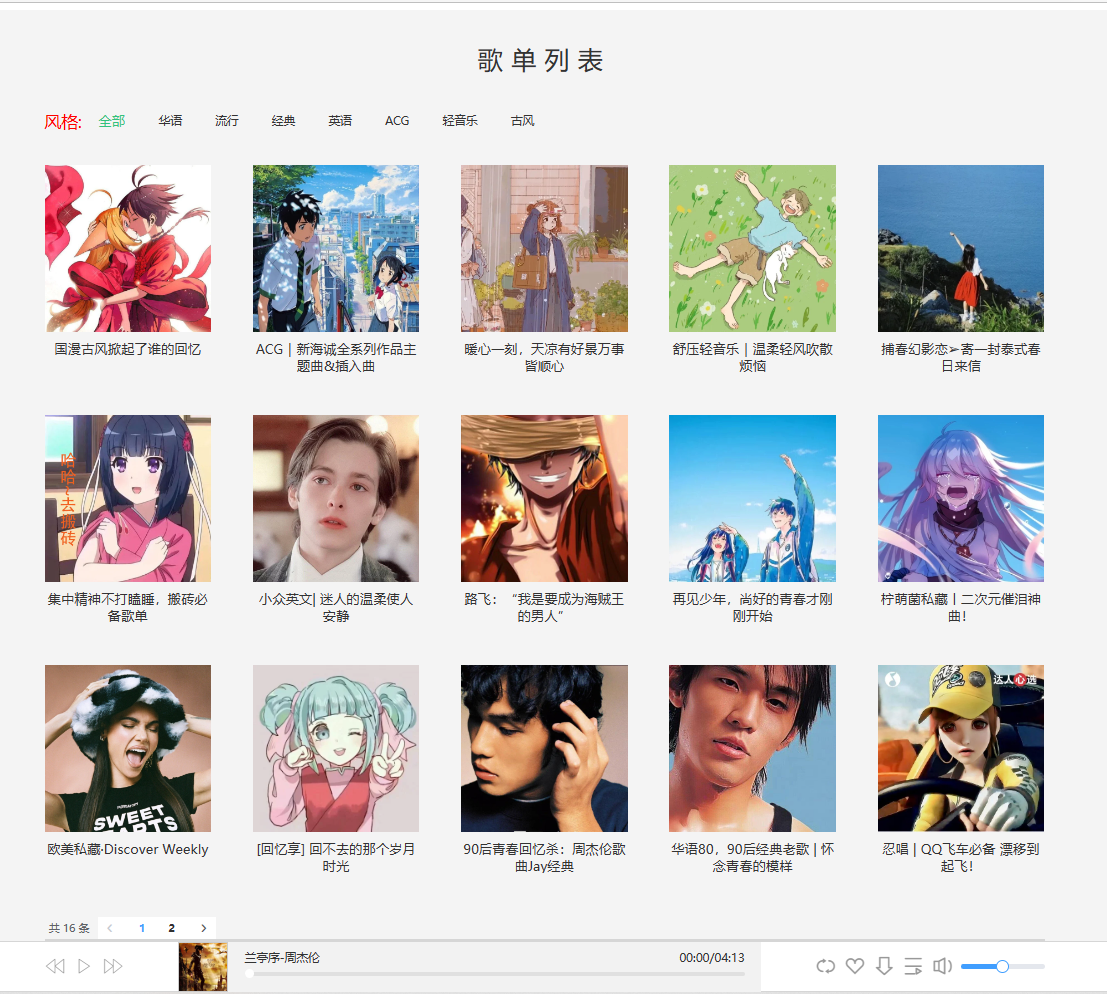 歌单列表
风格: 全部 华语 流行 经典 英语 ACG 轻音乐 古风
国漫古风掀起了谁的回忆
ACG | 新海诚全系列作品主
题曲&插入曲
暖心一刻，天凉有好景万事
皆顺心
舒压轻音乐 | 温柔轻风吹散
烦恼
捕春幻影恋➢寄一封泰式春
日来信
哈哈~去搬砖
集中精神不打瞌睡，搬砖必
备歌单
小众英文| 迷人的温柔使人
安静
路飞：“我是要成为海贼王
的男人”
再见少年，尚好的青春才刚
刚开始
柠萌菌私藏丨二次元催泪神
曲！
SWEET
达人心选
欧美私藏·Discover Weekly
[回忆享] 回不去的那个岁月
时光
90后青春回忆杀：周杰伦歌
曲Jay经典
华语80，90后经典老歌 | 怀
念青春的模样
忍唱 | QQ飞车必备 漂移到
起飞！
共 16 条 1 2
兰亭序-周杰伦 00:00/04:13